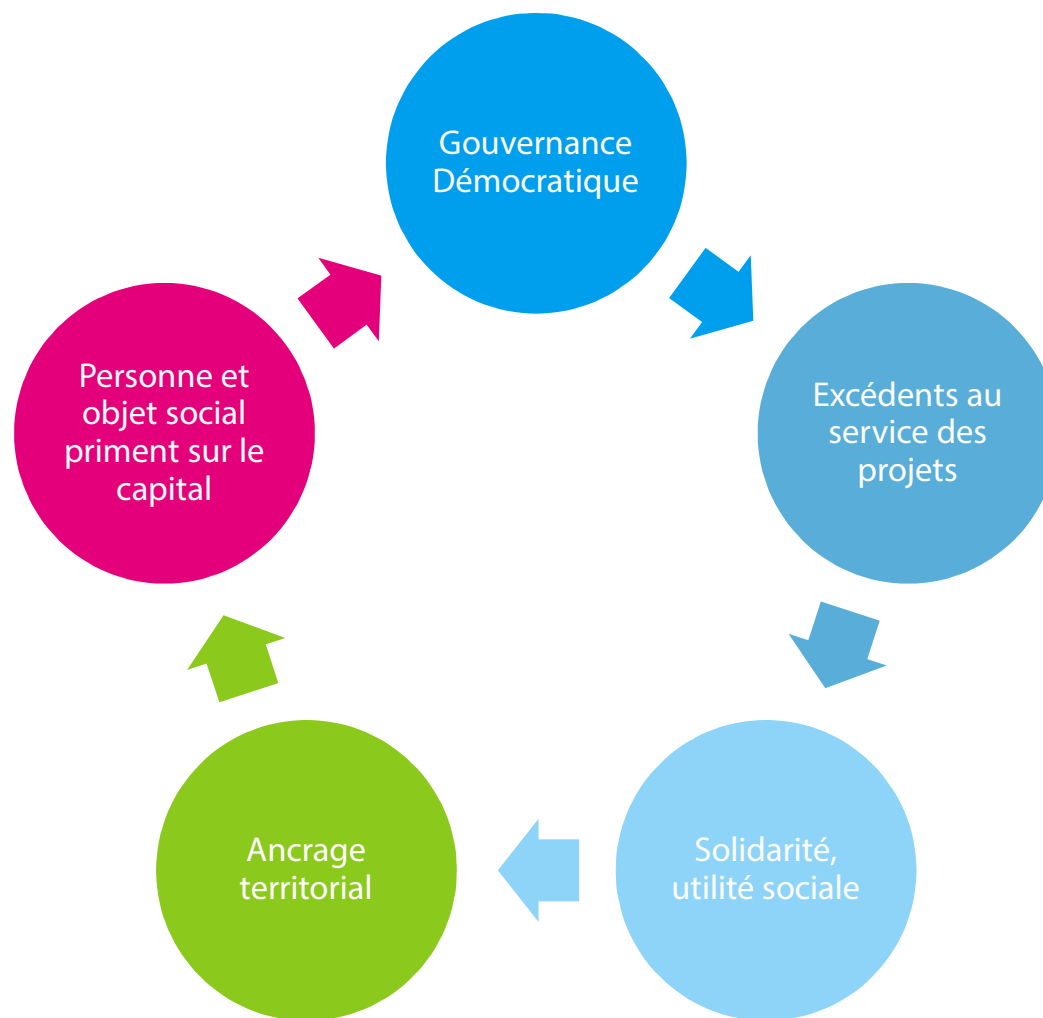 Gouvernance
Démocratique
Excédents au
service des
projets
Solidarité,
utilité sociale
Ancrage
territorial
Personne et
objet social
priment sur le
capital